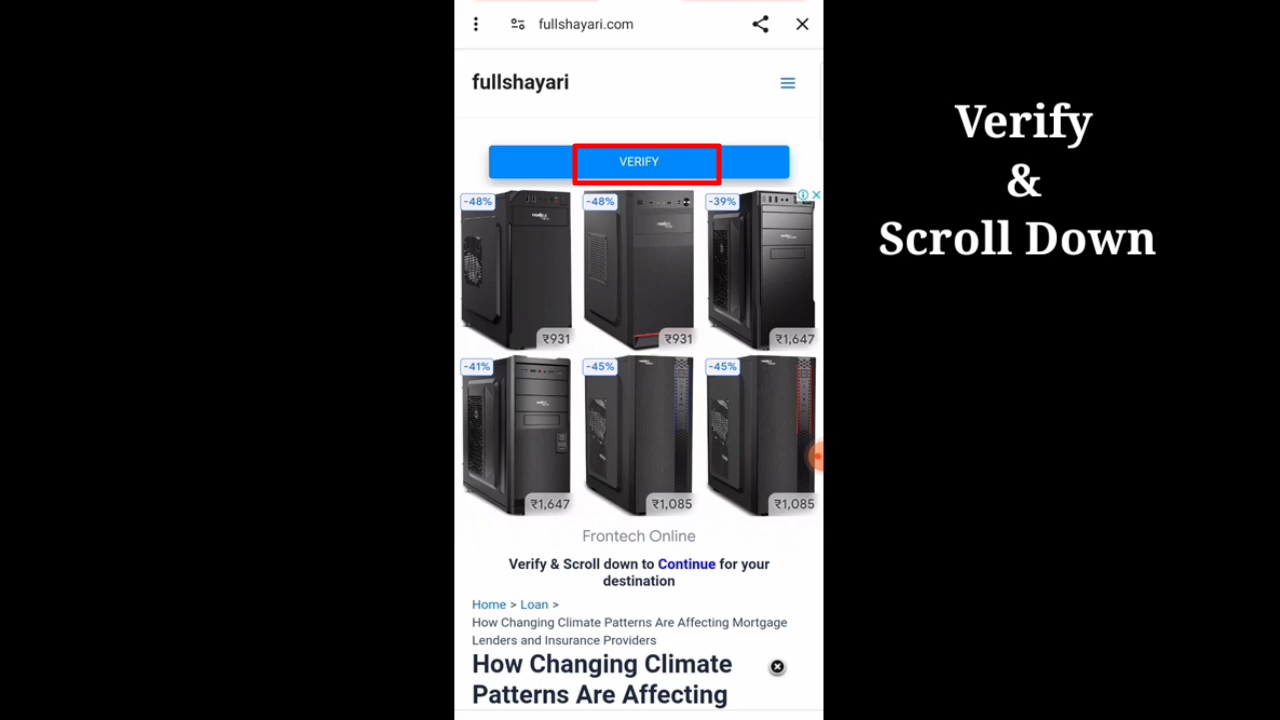 fullshayari.com
fullshayari
VERIFY
-48%
-48%
-39%
₹931
₹931
₹1,647
-41%
-45%
-45%
₹1,647
₹1,085
₹1,085
Frontech Online
Verify & Scroll down to Continue for your
destination
Home > Loan >
How Changing Climate Patterns Are Affecting Mortgage
Lenders and Insurance Providers
How Changing Climate
Patterns Are Affecting
Verify
&
Scroll Down